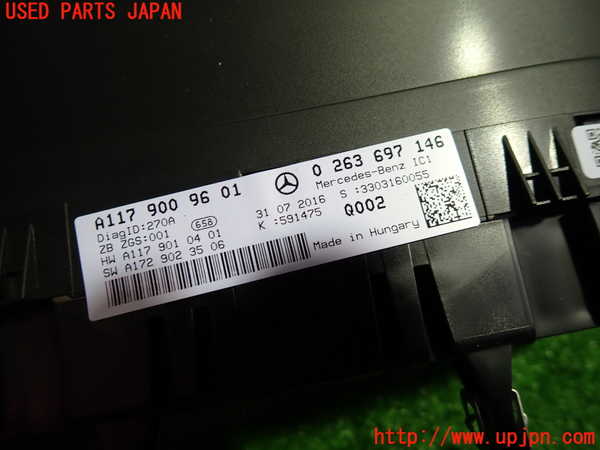 USED PARTS JAPAN
A117 900 96 01
0 263 697 146
Mercedes-Benz IC1
DiagID:270A
658
31 07 2016
S :3303160055
ZB ZGS:001
K :591475
Q002
HW A117 901 04 01
SW A172 902 35 06
Made in Hungary
http://www.upjpn.com/